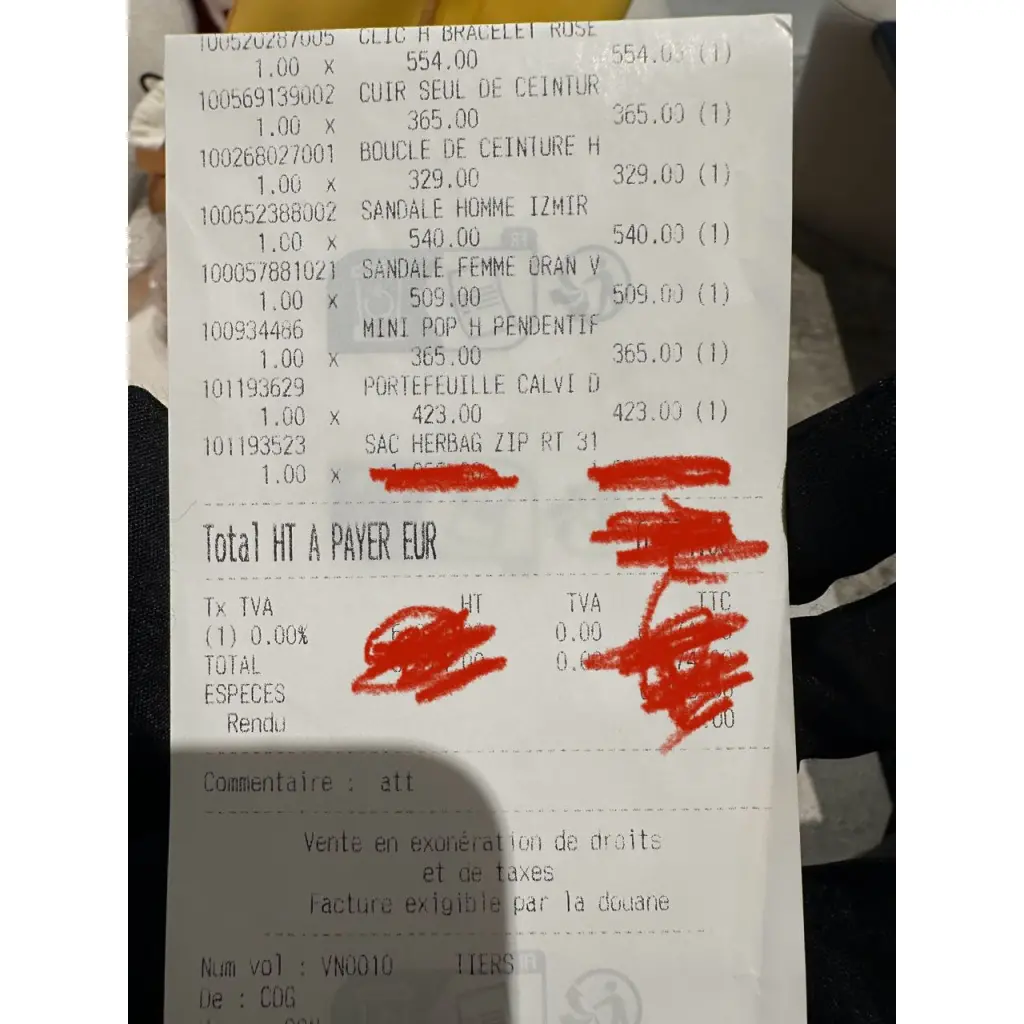 100520287005 CLIC H BRACELET ROSE
1.00 X 554.00 554.00 (1)
100569139002 CUIR SEUL DE CEINTUR
1.00 X 365.00 365.00 (1)
100268027001 BOUCLE DE CEINTURE H
1.00 X 329.00 329.00 (1)
100652388002 SANDALE HOMME IZMIR
1.00 X 540.00 540.00 (1)
100057881021 SANDALE FEMME ORAN V
1.00 X 509.00 509.00 (1)
100934486 MINI POP H PENDENTIF
1.00 X 365.00 365.00 (1)
101193629 PORTEFEUILLE CALVI D
1.00 X 423.00 423.00 (1)
101193523 SAC HERBAG ZIP RT 31
1.00 X
Total HT A PAYER EUR
Tx TVA HT TVA TTC
(1) 0.00% 0.00
TOTAL
ESPECES
Rendu
Commentaire : att
Vente en exonération de droits
et de taxes
Facture exigible par la douane
Num vol : VN0010 TIERS
De : CDG